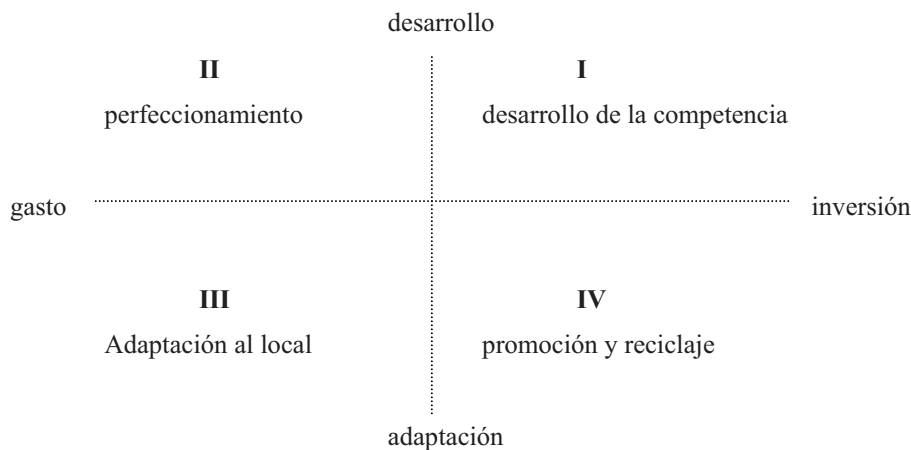 desarrollo
II
I
perfeccionamiento
desarrollo de la competencia
gasto
inversión
III
IV
Adaptación al local
promoción y reciclaje
adaptación